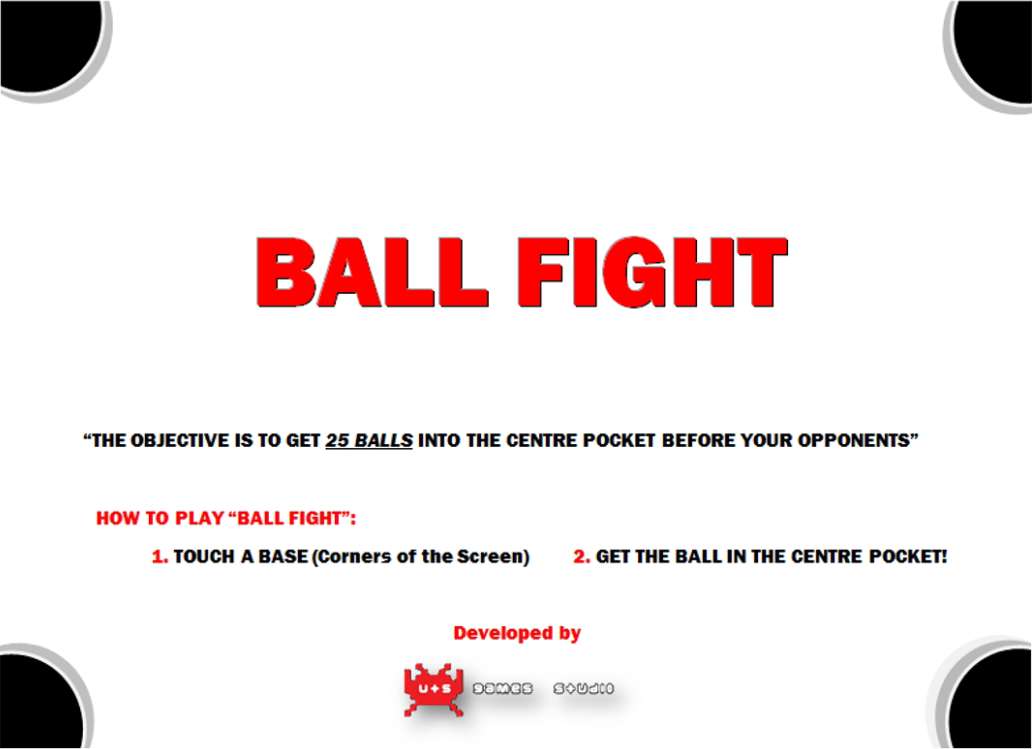 BALL FIGHT
“THE OBJECTIVE IS TO GET 25 BALLS INTO THE CENTRE POCKET BEFORE YOUR OPPONENTS”
HOW TO PLAY “BALL FIGHT”:
1. TOUCH A BASE (Corners of the Screen) 2. GET THE BALL IN THE CENTRE POCKET!
Developed by
U+S GAMES STUDIO